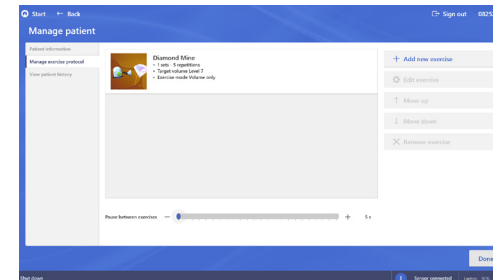 Start ← Back
Sign out 0825
Manage patient
Patient information
Manage exercise protocol
View patient history
Diamond Mine
• 1 sets · 5 repetitions
• Target volume Level 7
• Exercise mode Volume only
+ Add new exercise
Edit exercise
↑ Move up
↓ Move down
× Remove exercise
Pause between exercises − + 5 s
Done
Shut down
Sensor connected